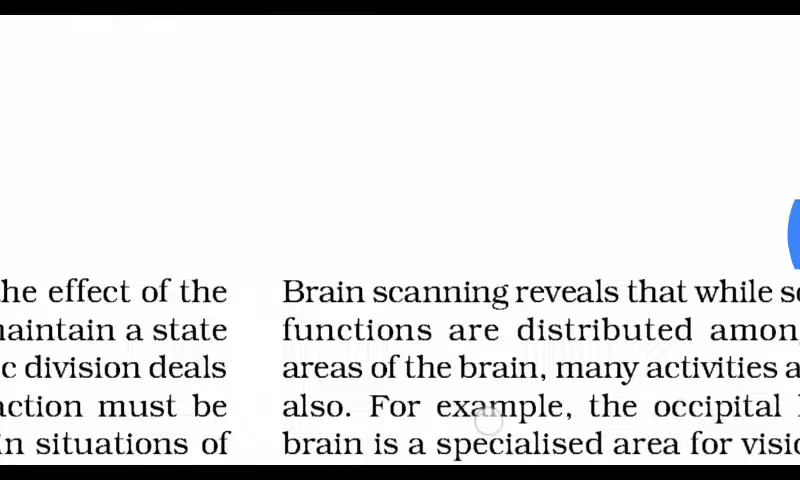 he effect of the
aintain a state
c division deals
action must be
in situations of
Brain scanning reveals that while so
functions are distributed among
areas of the brain, many activities a
also. For example, the occipital l
brain is a specialised area for visio